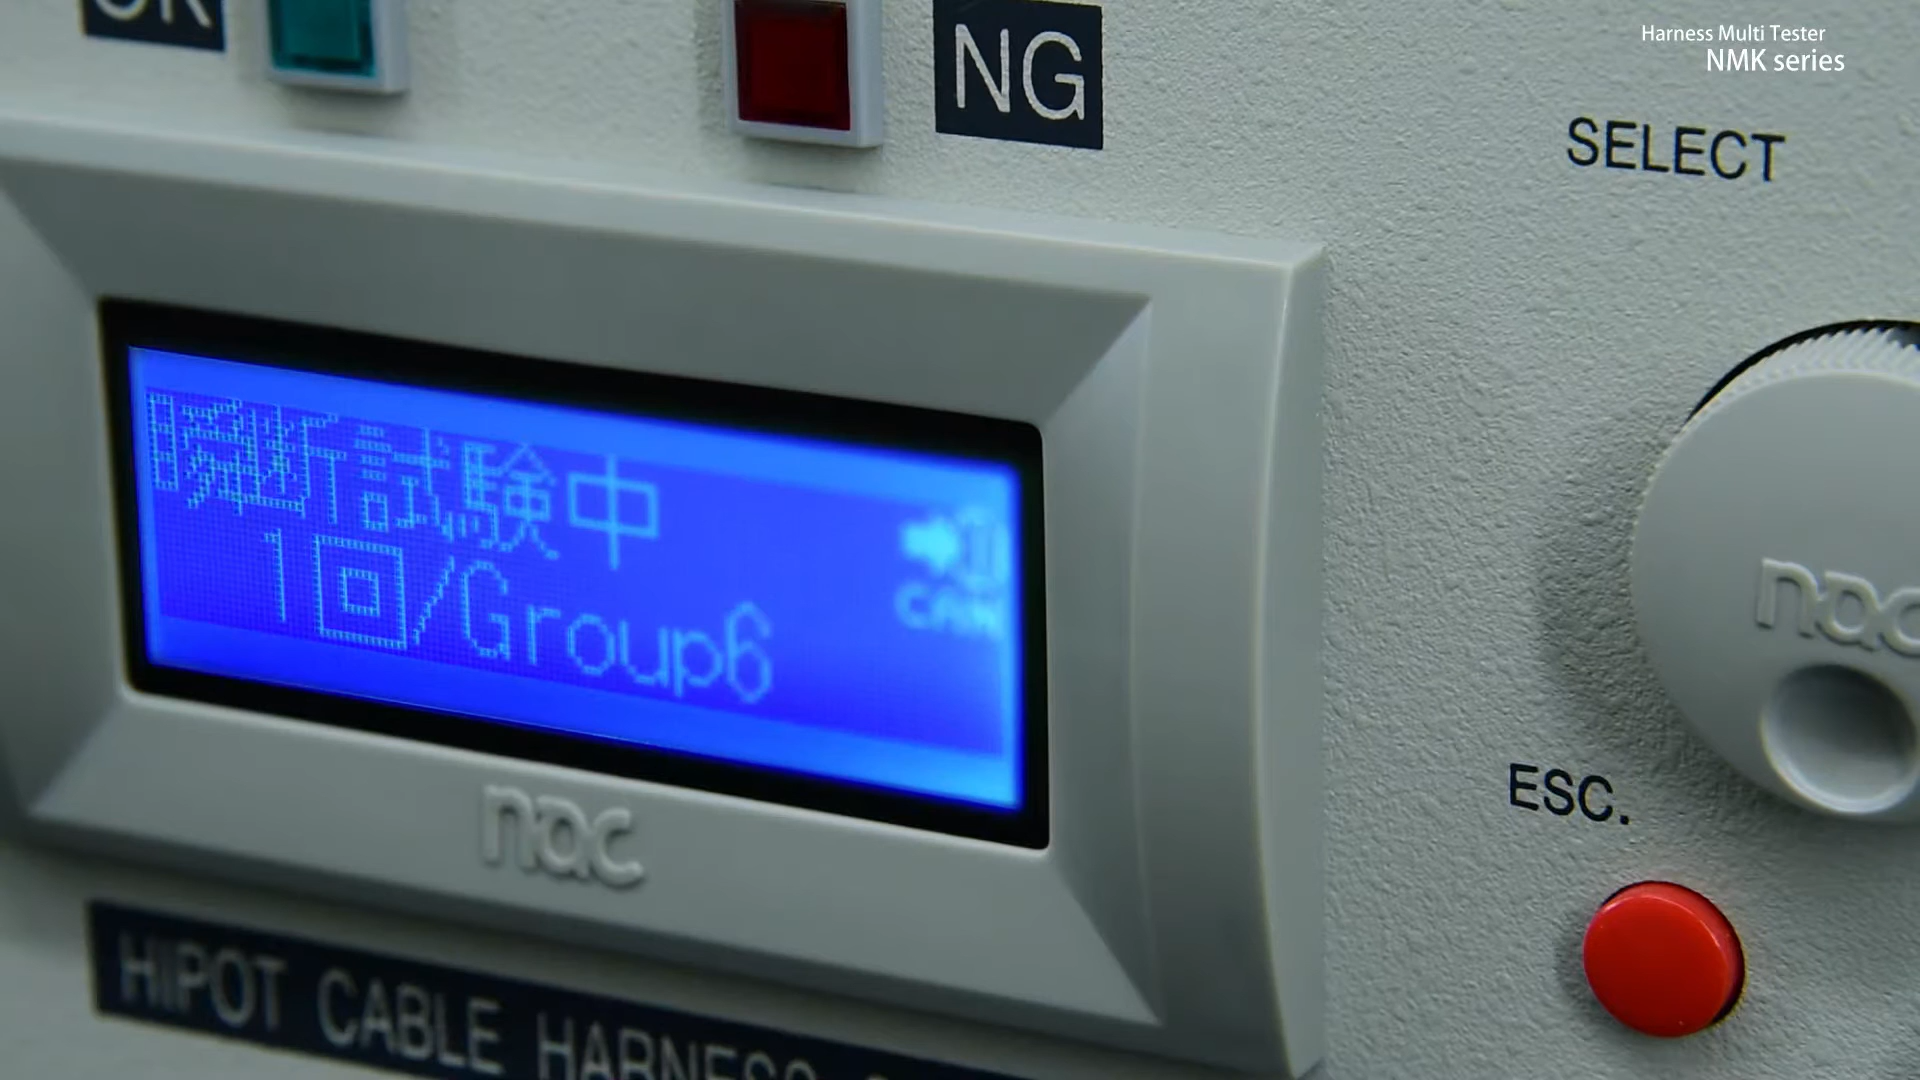 Harness Multi Tester
NMK series
OK
NG
SELECT
瞬断試験中
1回/Group6
CAN
nac
nac
ESC.
HIPOT CABLE HARNESS